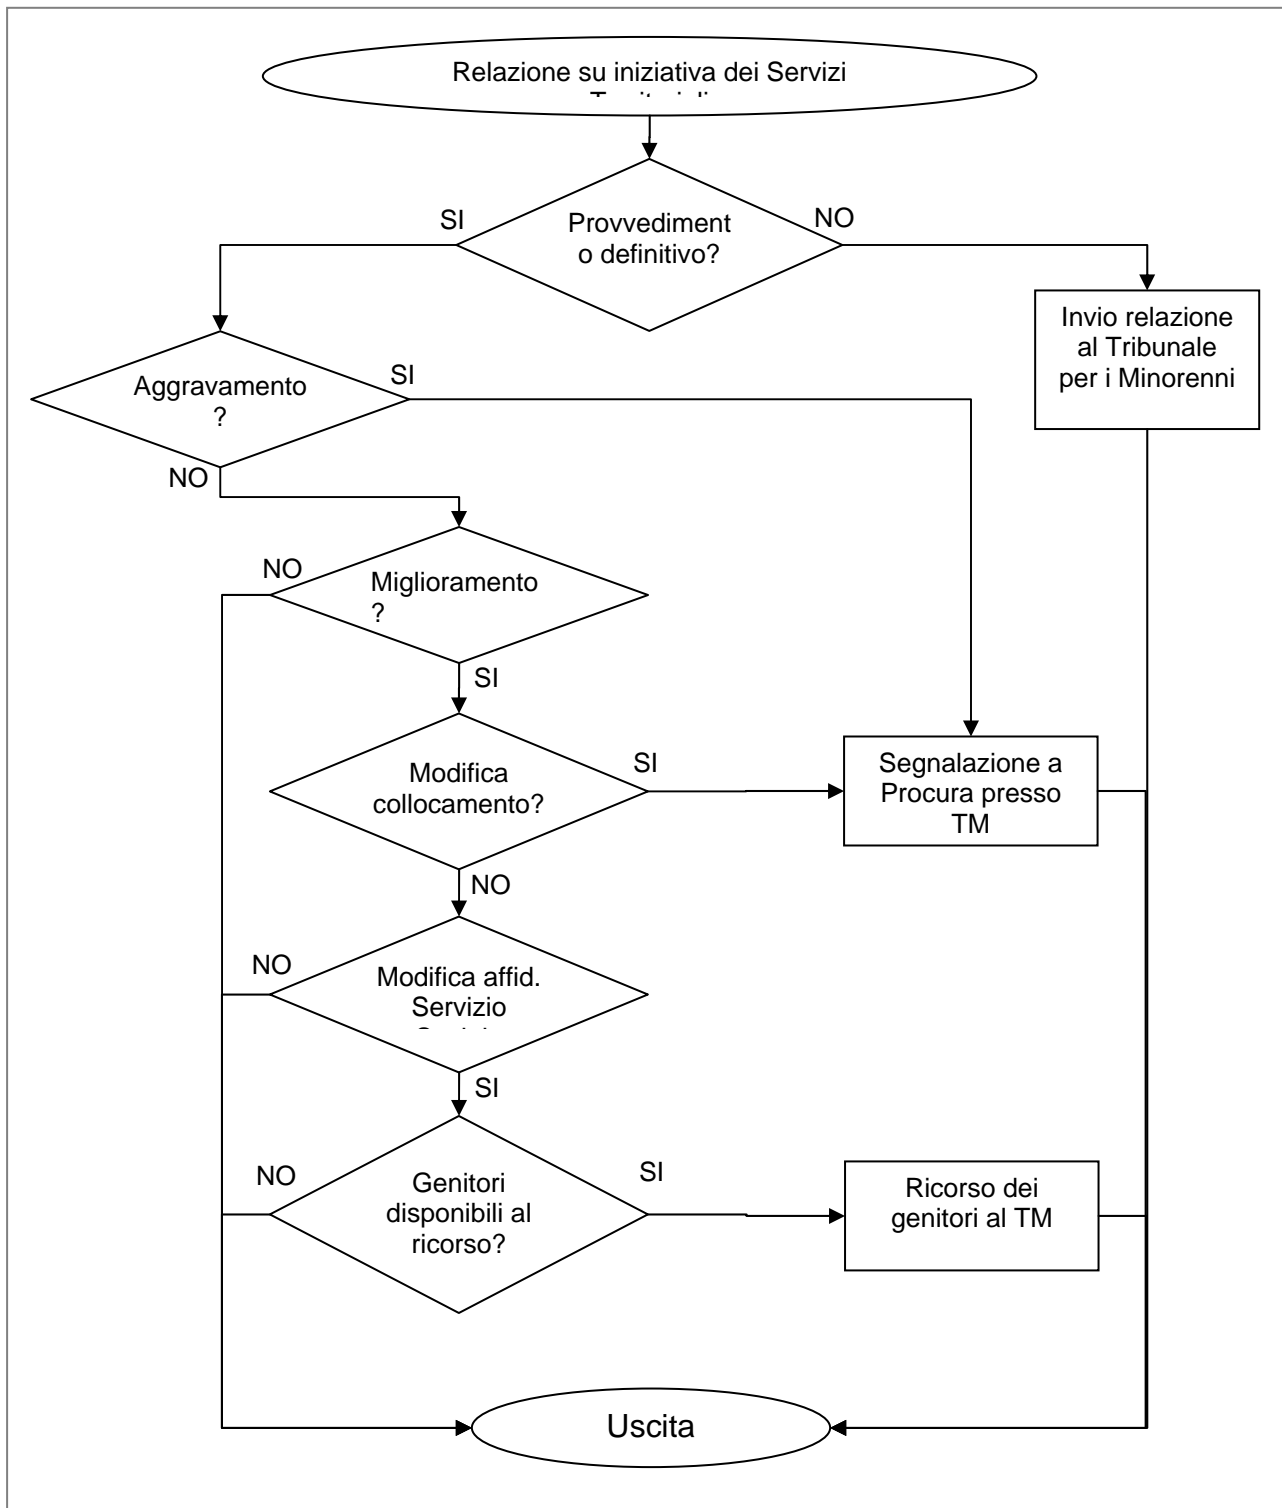 Relazione su iniziativa dei Servizi
SI
Provvediment
o definitivo?
NO
Invio relazione
al Tribunale
per i Minorenni
Aggravamento
?
SI
NO
NO
Miglioramento
?
SI
Modifica
collocamento?
SI
Segnalazione a
Procura presso
TM
NO
NO
Modifica affid.
Servizio
SI
NO
Genitori
disponibili al
ricorso?
SI
Ricorso dei
genitori al TM
Uscita